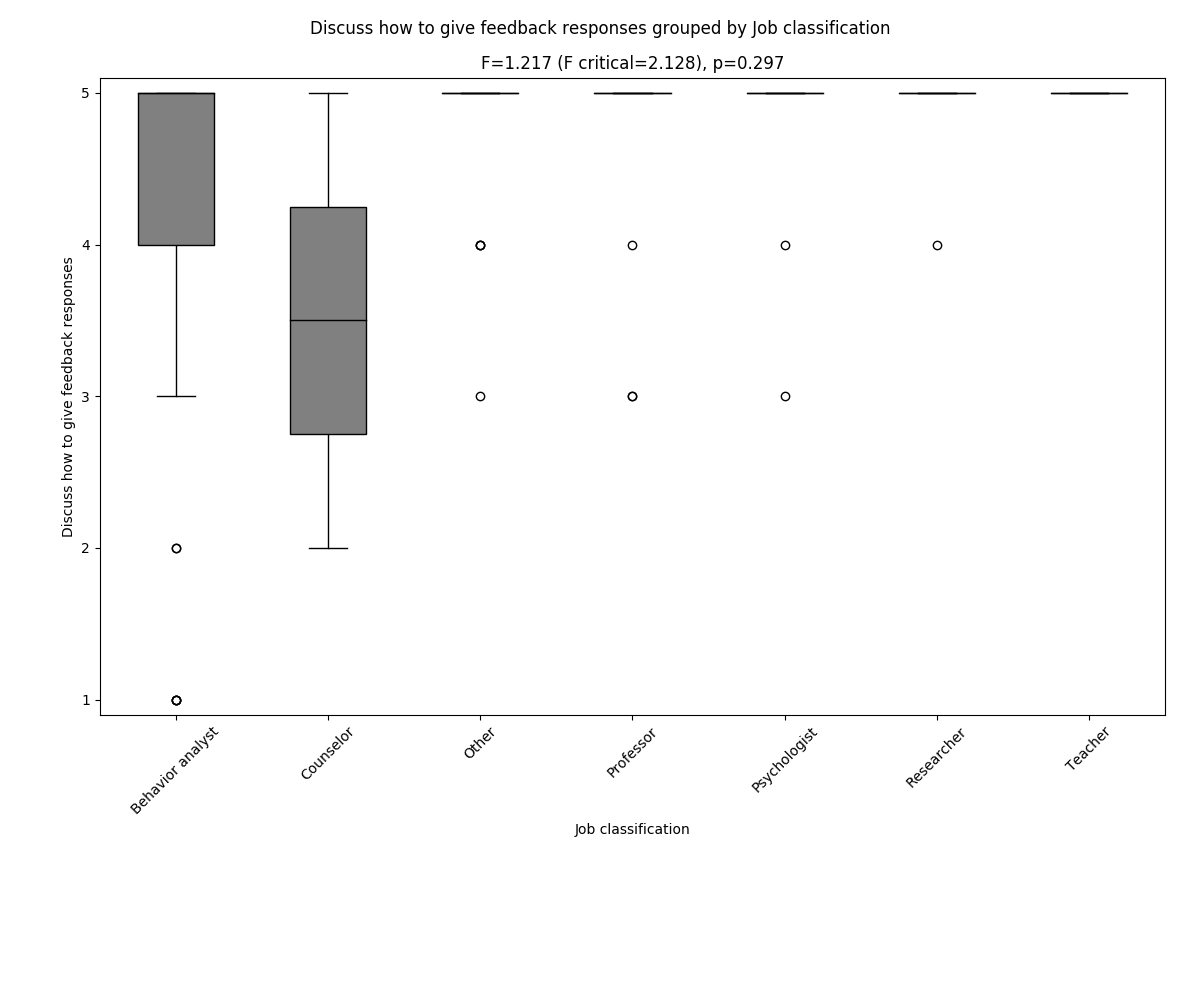 Discuss how to give feedback responses grouped by Job classification
F=1.217 (F critical=2.128), p=0.297
Discuss how to give feedback responses
5
4
3
2
1
Behavior analyst
Counselor
Other
Professor
Psychologist
Researcher
Teacher
Job classification